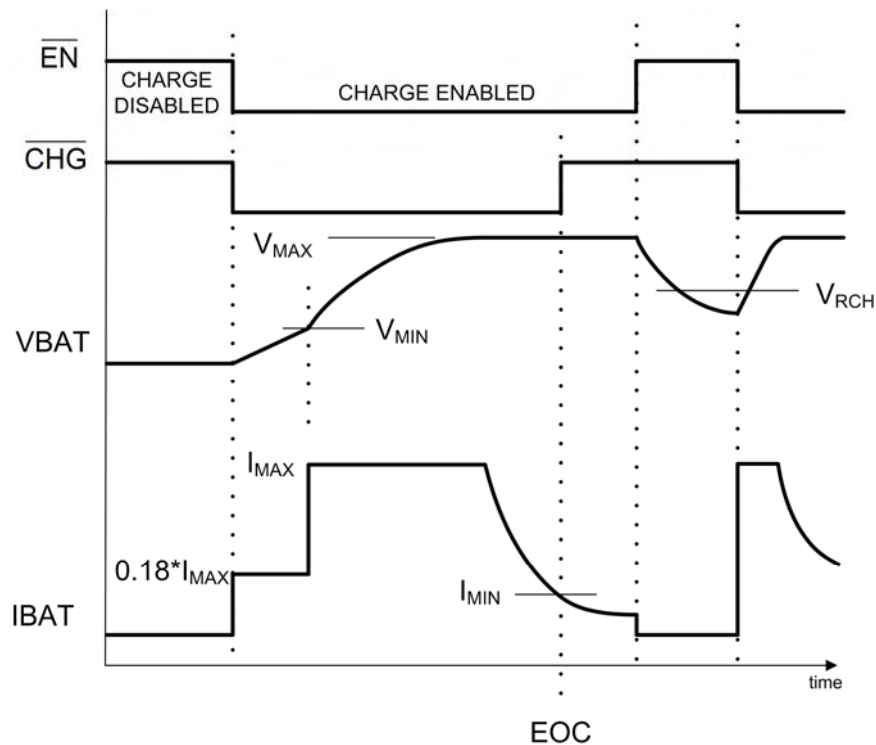 EN
CHARGE
DISABLED
CHARGE ENABLED
CHG
VMAX
VRCH
VMIN
VBAT
IMAX
0.18*IMAX
IMIN
IBAT
time
EOC